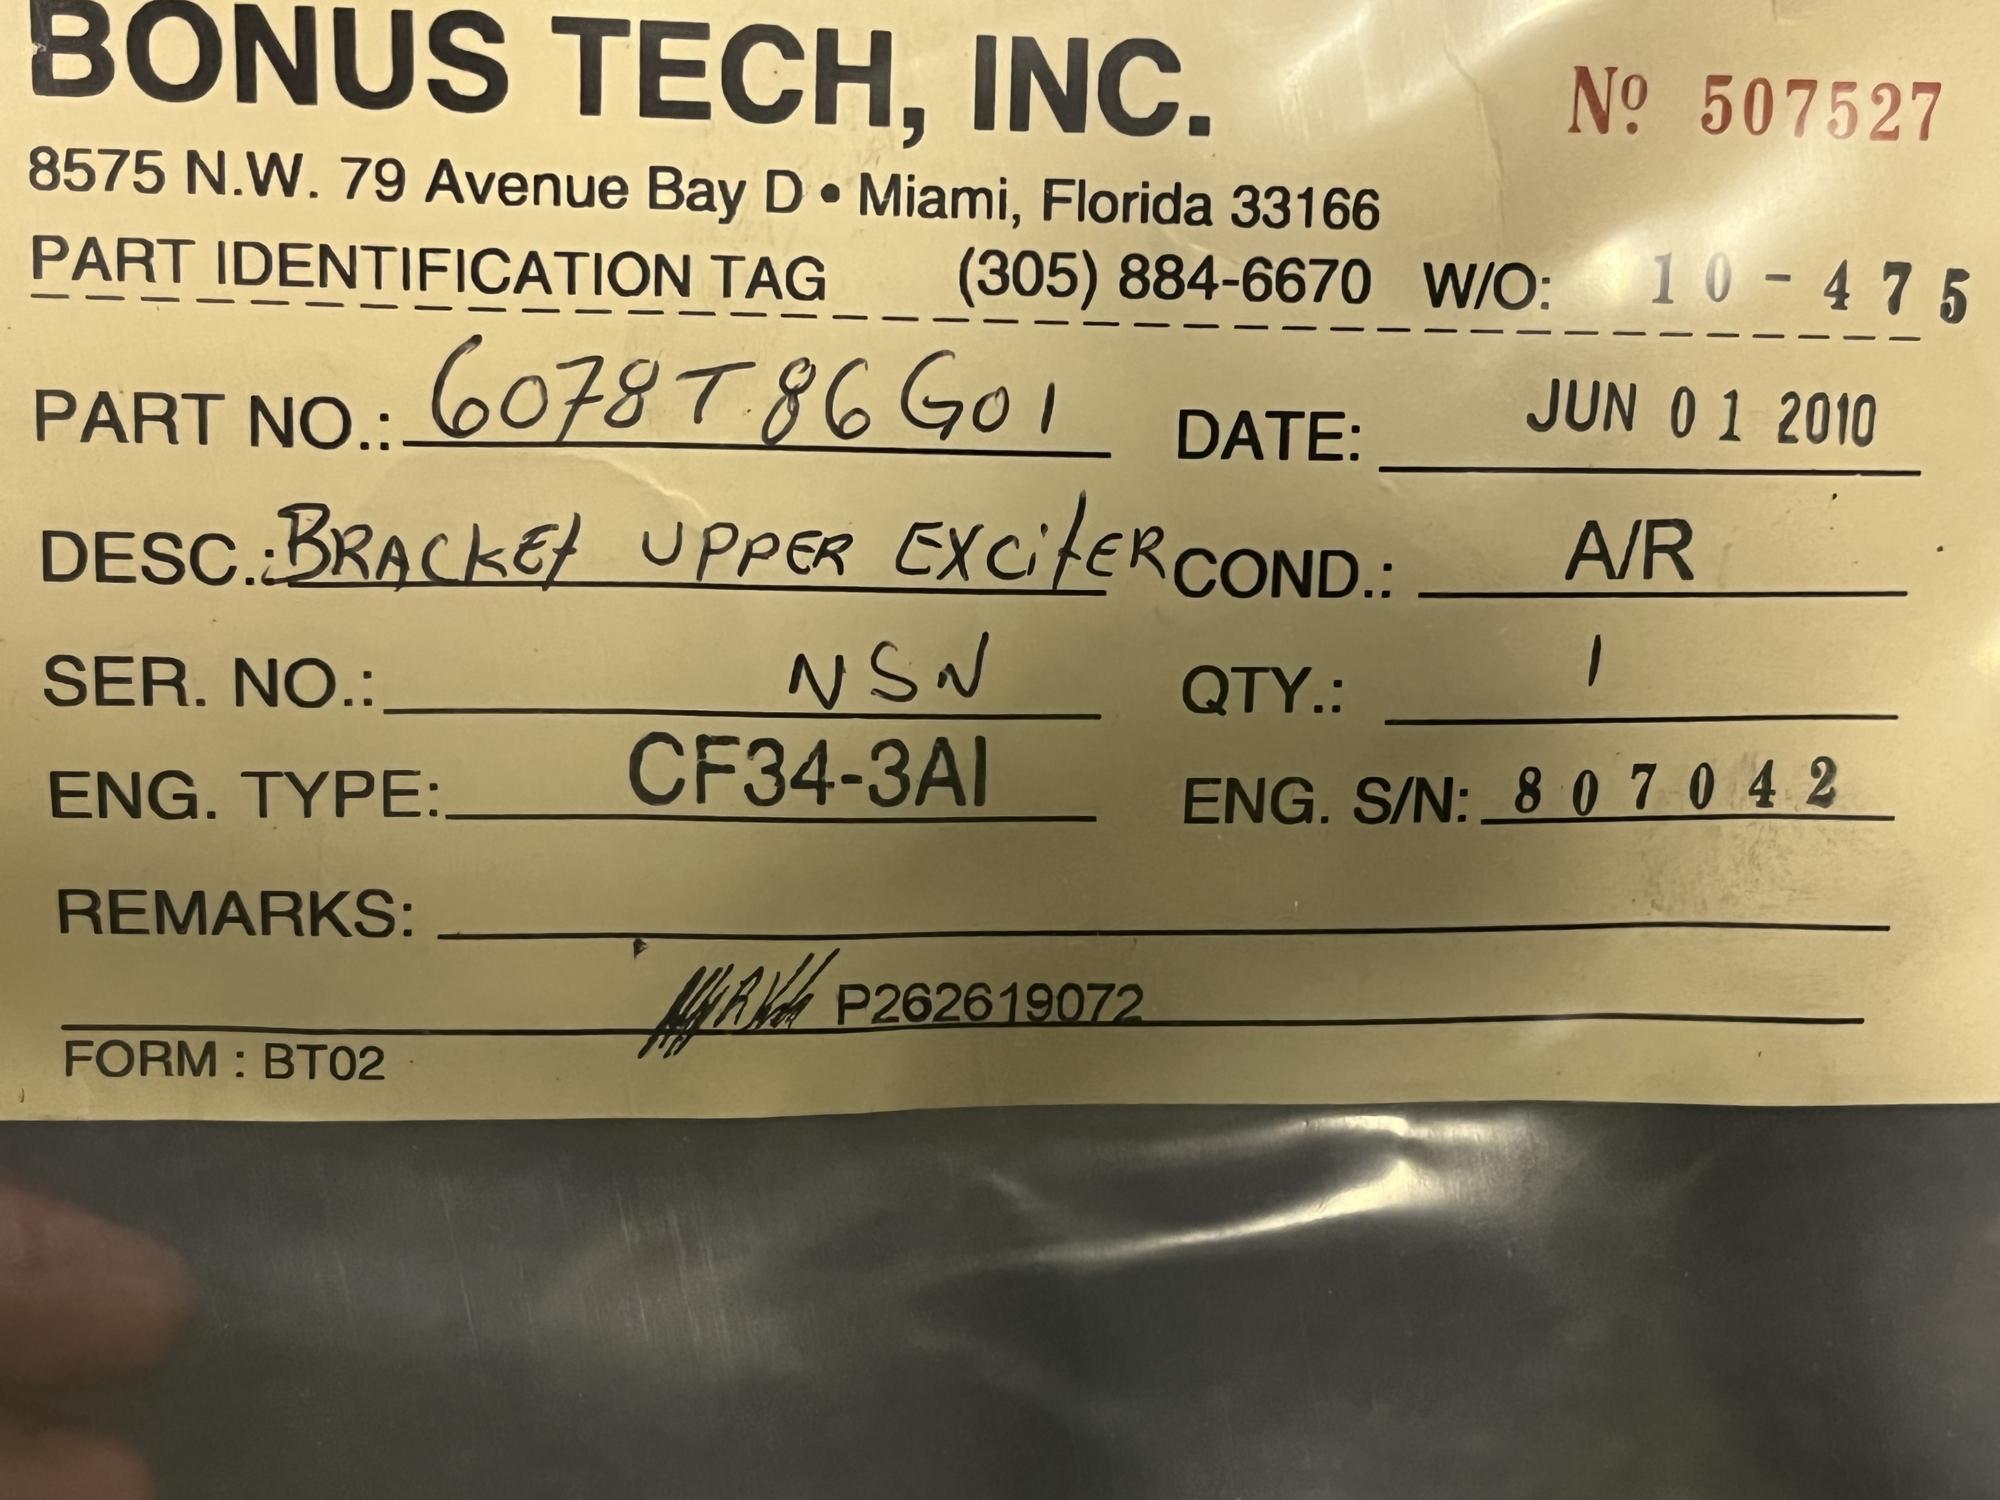 BONUS TECH, INC. Nº 507527
8575 N.W. 79 Avenue Bay D • Miami, Florida 33166
PART IDENTIFICATION TAG (305) 884-6670 W/O: 10-475
PART NO.: 6078T86G01 DATE: JUN 01 2010
DESC.: BRACKEt UPPER EXCitER COND.: A/R
SER. NO.: NSN QTY.: 1
ENG. TYPE: CF34-3AI ENG. S/N: 807042
REMARKS:
P262619072
FORM : BT02